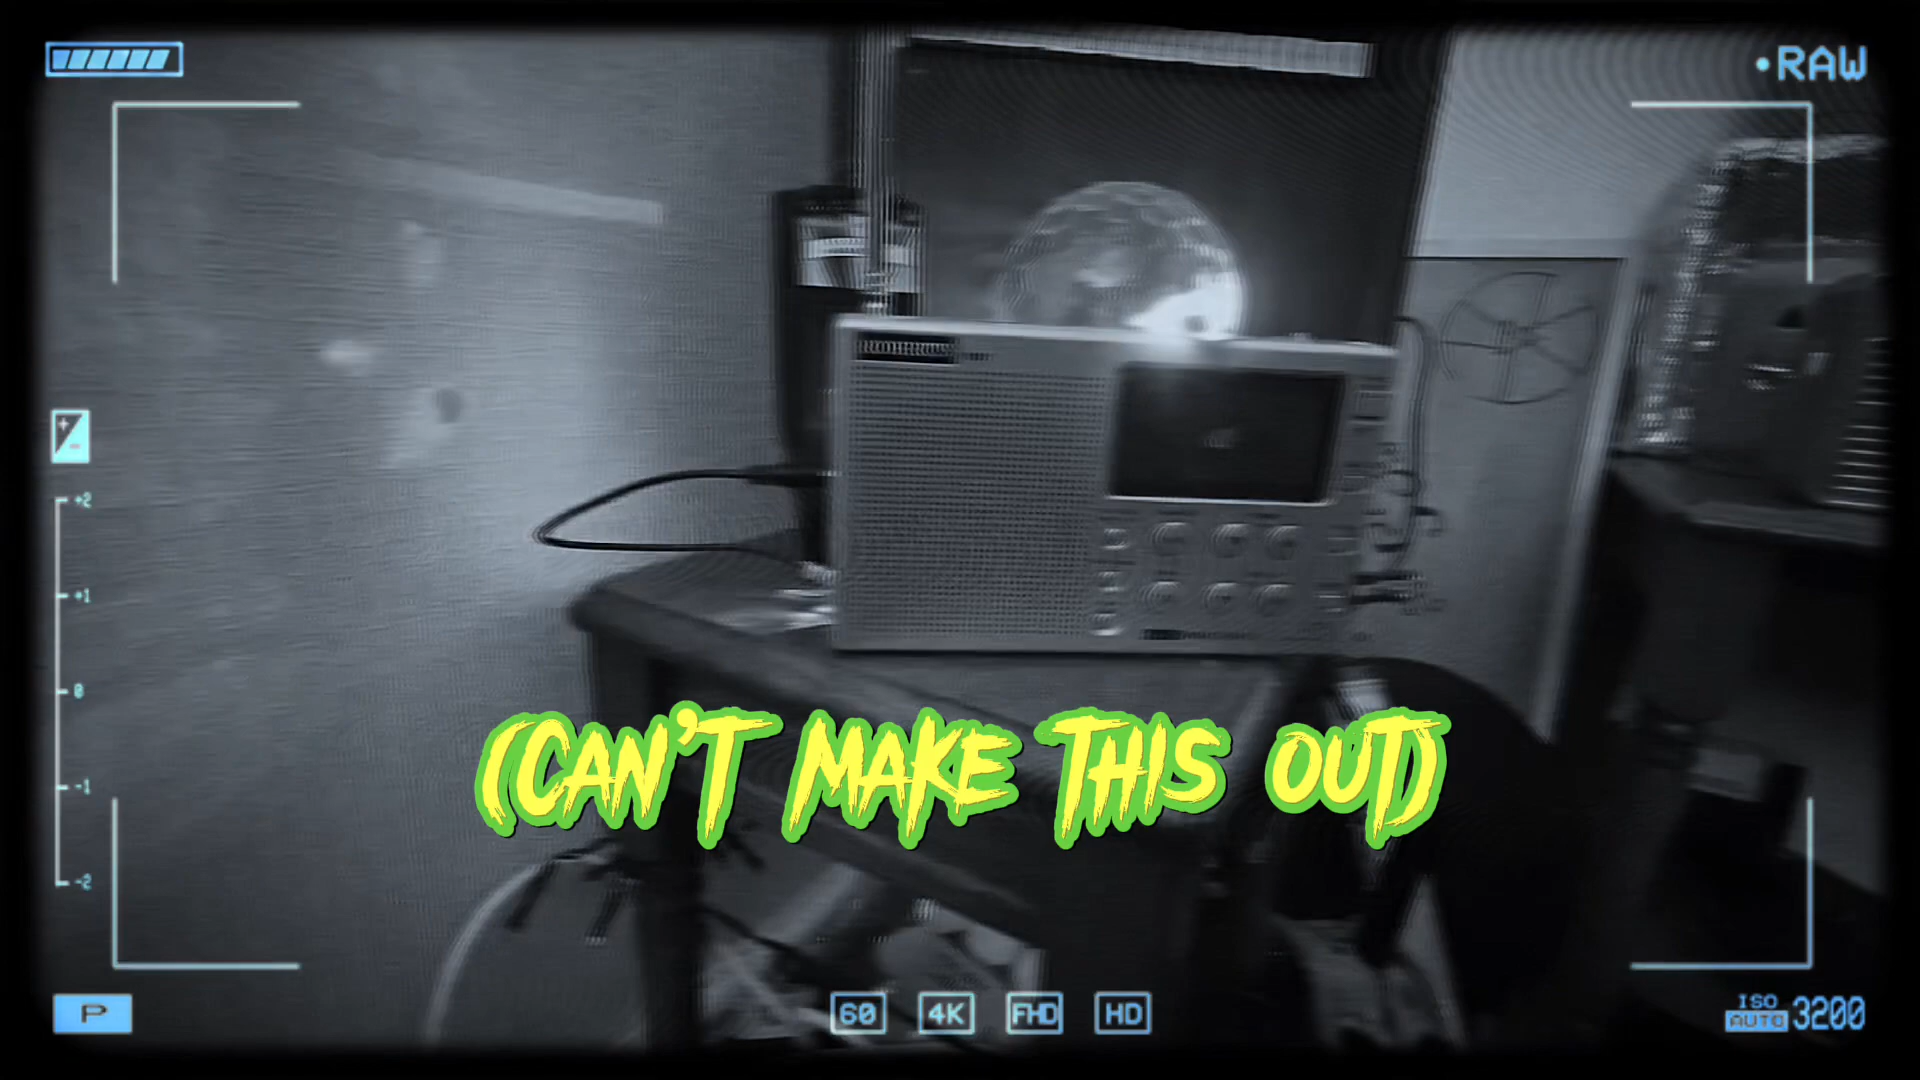 •RAW
+2
+1
0
-1
-2
(CAN'T MAKE THIS OUT)
P
60 4K FHD HD
ISO
AUTO 3200